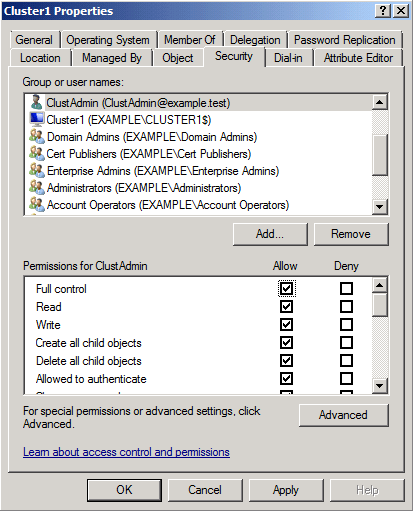 Cluster1 Properties
General Operating System Member Of Delegation Password Replication
Location Managed By Object Security Dial-in Attribute Editor
Group or user names:
ClustAdmin (ClustAdmin@example.test)
Cluster1 (EXAMPLE\CLUSTER1$)
Domain Admins (EXAMPLE\Domain Admins)
Cert Publishers (EXAMPLE\Cert Publishers)
Enterprise Admins (EXAMPLE\Enterprise Admins)
Administrators (EXAMPLE\Administrators)
Account Operators (EXAMPLE\Account Operators)
Add... Remove
Permissions for ClustAdmin Allow Deny
Full control
Read
Write
Create all child objects
Delete all child objects
Allowed to authenticate
For special permissions or advanced settings, click
Advanced.
Advanced
Learn about access control and permissions
OK Cancel Apply Help